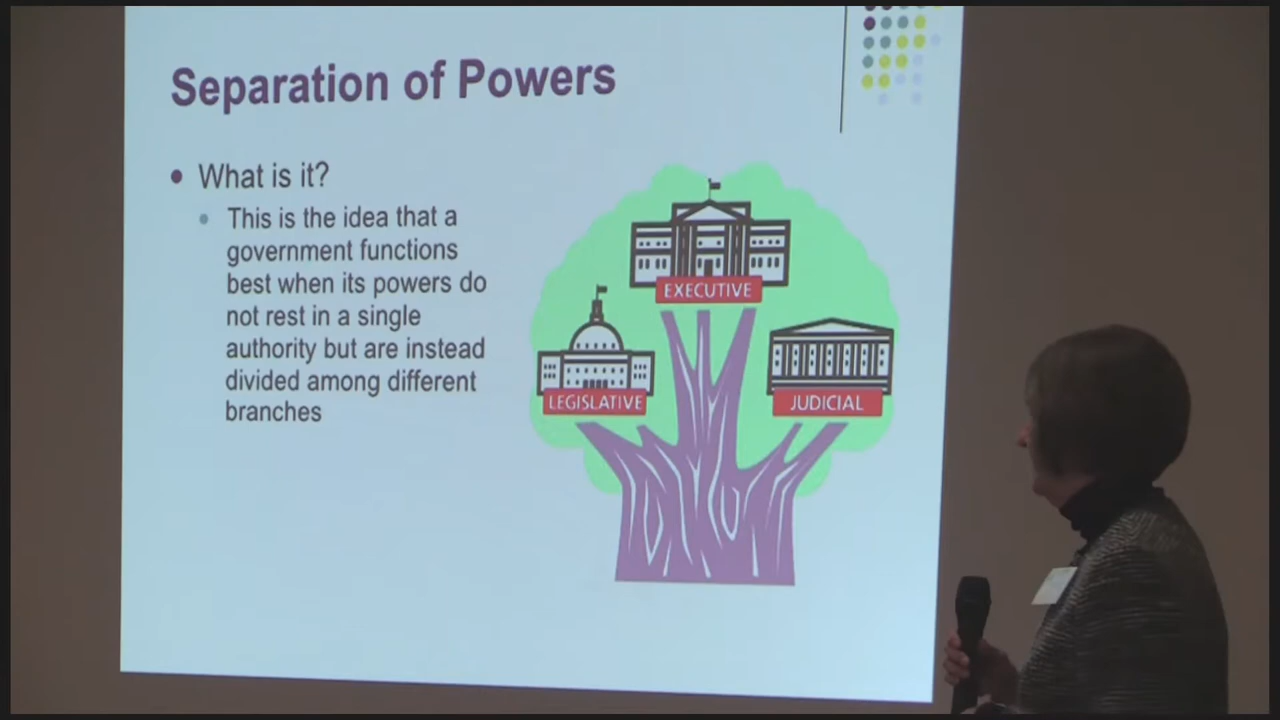 Separation of Powers
What is it?
This is the idea that a
government functions
best when its powers do
not rest in a single
authority but are instead
divided among different
branches
EXECUTIVE
LEGISLATIVE
JUDICIAL